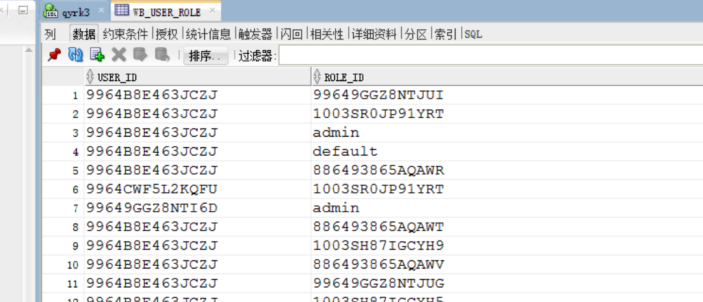 qyrk3 WB_USER_ROLE
列 数据 约束条件 授权 统计信息 触发器 闪回 相关性 详细资料 分区 索引 SQL
排序.. 过滤器:
USER_ID ROLE_ID
1 9964B8E463JCZJ 99649GGZ8NTJUI
2 9964B8E463JCZJ 1003SR0JP91YRT
3 9964B8E463JCZJ admin
4 9964B8E463JCZJ default
5 9964B8E463JCZJ 886493865AQAWR
6 9964CWF5L2KQFU 1003SR0JP91YRT
7 99649GGZ8NTI6D admin
8 9964B8E463JCZJ 886493865AQAWT
9 9964B8E463JCZJ 1003SH87IGCYH9
10 9964B8E463JCZJ 886493865AQAWV
11 9964B8E463JCZJ 99649GGZ8NTJUG
9964B8E463JCZJ 1003SH87IGCYH5